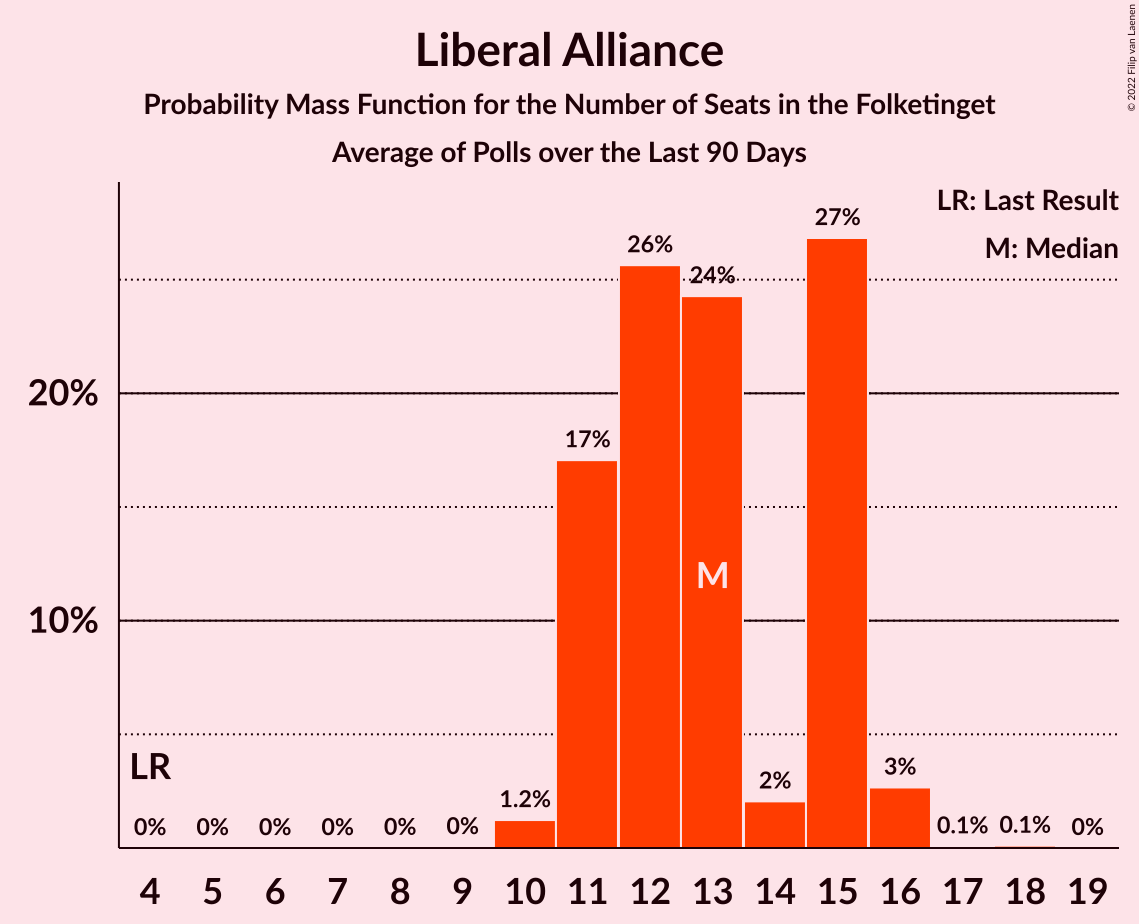 Liberal Alliance
Probability Mass Function for the Number of Seats in the Folketinget
Average of Polls over the Last 90 Days
© 2022 Filip van Laenen
LR: Last Result
M: Median
20%
10%
LR
M
0%
0%
0%
0%
0%
0%
1.2%
17%
26%
24%
2%
27%
3%
0.1%
0.1%
0%
4 5 6 7 8 9 10 11 12 13 14 15 16 17 18 19